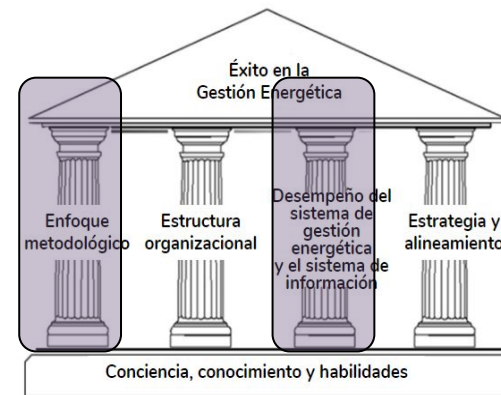 Éxito en la
Gestión Energética
Enfoque
metodológico
Estructura
organizacional
Desempeño del
sistema de
gestión
energética
y el sistema de
información
Estrategia y
alineamiento
Conciencia, conocimiento y habilidades